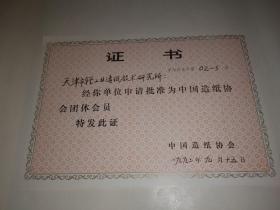 证书
02-5
天津市轻工业造纸技术研究所：
经你单位申请批准为中国造纸协
会团体会员
特发此证
中国造纸协会
一九九二年九月十五日